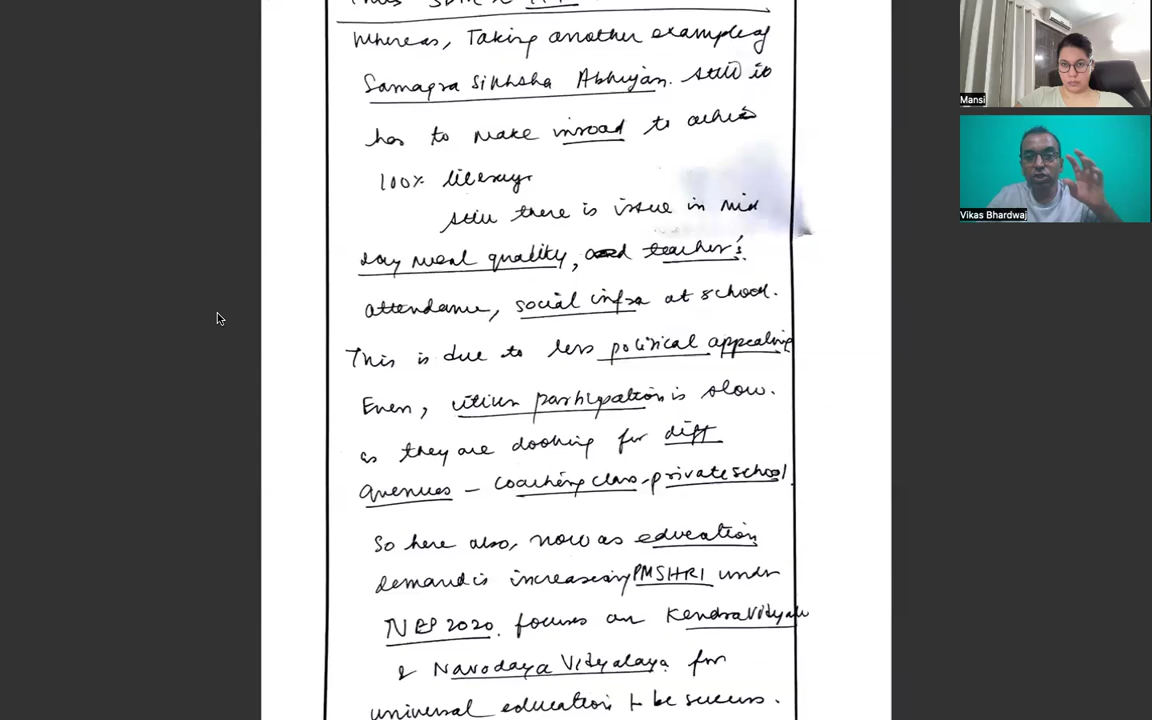 Whereas, Taking another example of
Samagra Sikhsha Abhiyan. still it
has to make inroad to achie
100% literacy.
still there is issue in mid
day meal quality, and teacher's
attendance, social infra at school.
This is due to less political appealing
Even, citizen participation is slow.
as they are looking for diff
avenues – coaching class, private school
So here also, now as education
demand is increasing PMSHRI under
NEP 2020. focuses on Kendra Vidyala
& Navodaya Vidyalaya for
universal education to be success.
Mansi
Vikas Bhardwaj